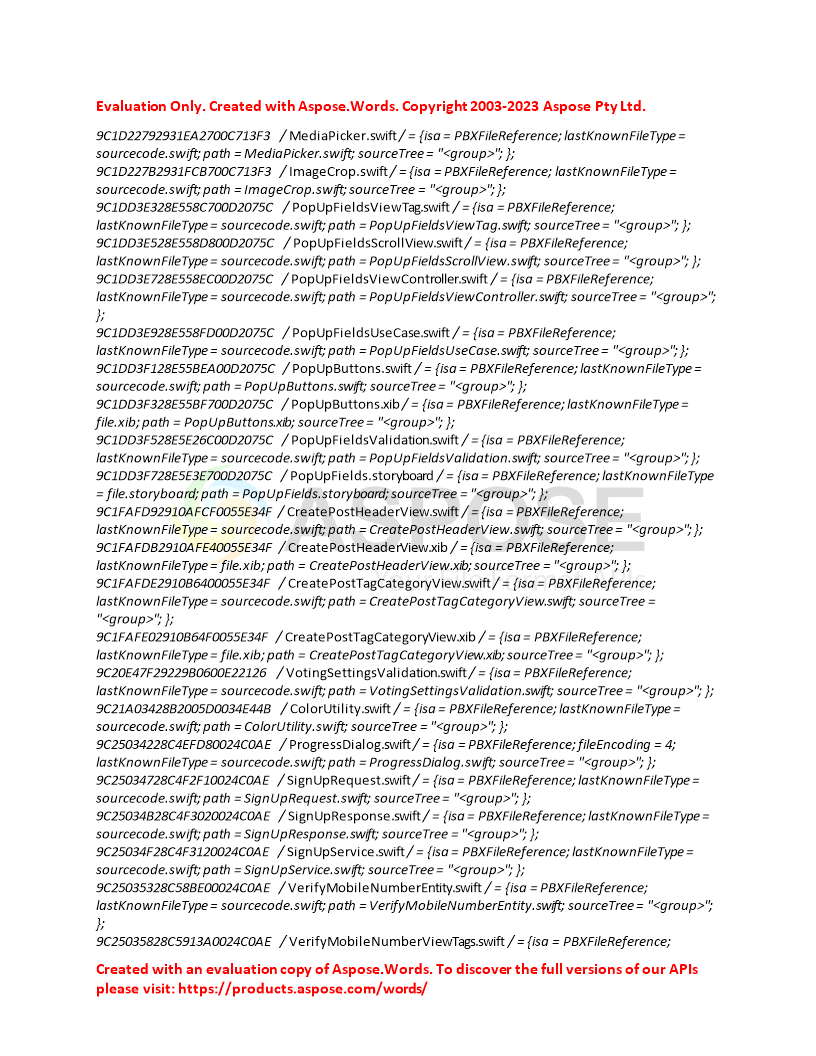 Evaluation Only. Created with Aspose.Words. Copyright 2003-2023 Aspose Pty Ltd.
9C1D22792931EA2700C713F3 / MediaPicker.swift / = {isa = PBXFileReference; lastKnownFileType =
sourcecode.swift; path = MediaPicker.swift; sourceTree = "<group>"; };
9C1D227B2931FCB700C713F3 / ImageCrop.swift / = {isa = PBXFileReference; lastKnownFileType =
sourcecode.swift; path = ImageCrop.swift; sourceTree = "<group>"; };
9C1DD3E328E558C700D2075C / PopUpFieldsViewTag.swift / = {isa = PBXFileReference;
lastKnownFileType = sourcecode.swift; path = PopUpFieldsViewTag.swift; sourceTree = "<group>"; };
9C1DD3E528E558D800D2075C / PopUpFieldsScrollView.swift / = {isa = PBXFileReference;
lastKnownFileType = sourcecode.swift; path = PopUpFieldsScrollView.swift; sourceTree = "<group>"; };
9C1DD3E728E558EC00D2075C / PopUpFieldsViewController.swift / = {isa = PBXFileReference;
lastKnownFileType = sourcecode.swift; path = PopUpFieldsViewController.swift; sourceTree = "<group>";
};
9C1DD3E928E558FD00D2075C / PopUpFieldsUseCase.swift / = {isa = PBXFileReference;
lastKnownFileType = sourcecode.swift; path = PopUpFieldsUseCase.swift; sourceTree = "<group>"; };
9C1DD3F128E55BEA00D2075C / PopUpButtons.swift / = {isa = PBXFileReference; lastKnownFileType =
sourcecode.swift; path = PopUpButtons.swift; sourceTree = "<group>"; };
9C1DD3F328E55BF700D2075C / PopUpButtons.xib / = {isa = PBXFileReference; lastKnownFileType =
file.xib; path = PopUpButtons.xib; sourceTree = "<group>"; };
9C1DD3F528E5E26C00D2075C / PopUpFieldsValidation.swift / = {isa = PBXFileReference;
lastKnownFileType = sourcecode.swift; path = PopUpFieldsValidation.swift; sourceTree = "<group>"; };
9C1DD3F728E5E3E700D2075C / PopUpFields.storyboard / = {isa = PBXFileReference; lastKnownFileType
= file.storyboard; path = PopUpFields.storyboard; sourceTree = "<group>"; };
9C1FAFD92910AFCF0055E34F / CreatePostHeaderView.swift / = {isa = PBXFileReference;
lastKnownFileType = sourcecode.swift; path = CreatePostHeaderView.swift; sourceTree = "<group>"; };
9C1FAFDB2910AFE40055E34F / CreatePostHeaderView.xib / = {isa = PBXFileReference;
lastKnownFileType = file.xib; path = CreatePostHeaderView.xib; sourceTree = "<group>"; };
9C1FAFDE2910B6400055E34F / CreatePostTagCategoryView.swift / = {isa = PBXFileReference;
lastKnownFileType = sourcecode.swift; path = CreatePostTagCategoryView.swift; sourceTree =
"<group>"; };
9C1FAFE02910B64F0055E34F / CreatePostTagCategoryView.xib / = {isa = PBXFileReference;
lastKnownFileType = file.xib; path = CreatePostTagCategoryView.xib; sourceTree = "<group>"; };
9C20E47F29229B0600E22126 / VotingSettingsValidation.swift / = {isa = PBXFileReference;
lastKnownFileType = sourcecode.swift; path = VotingSettingsValidation.swift; sourceTree = "<group>"; };
9C21A03428B2005D0034E44B / ColorUtility.swift / = {isa = PBXFileReference; lastKnownFileType =
sourcecode.swift; path = ColorUtility.swift; sourceTree = "<group>"; };
9C25034228C4EFD80024C0AE / ProgressDialog.swift / = {isa = PBXFileReference; fileEncoding = 4;
lastKnownFileType = sourcecode.swift; path = ProgressDialog.swift; sourceTree = "<group>"; };
9C25034728C4F2F10024C0AE / SignUpRequest.swift / = {isa = PBXFileReference; lastKnownFileType =
sourcecode.swift; path = SignUpRequest.swift; sourceTree = "<group>"; };
9C25034B28C4F3020024C0AE / SignUpResponse.swift / = {isa = PBXFileReference; lastKnownFileType =
sourcecode.swift; path = SignUpResponse.swift; sourceTree = "<group>"; };
9C25034F28C4F3120024C0AE / SignUpService.swift / = {isa = PBXFileReference; lastKnownFileType =
sourcecode.swift; path = SignUpService.swift; sourceTree = "<group>"; };
9C25035328C58BE00024C0AE / VerifyMobileNumberEntity.swift / = {isa = PBXFileReference;
lastKnownFileType = sourcecode.swift; path = VerifyMobileNumberEntity.swift; sourceTree = "<group>";
};
9C25035828C5913A0024C0AE / VerifyMobileNumberViewTags.swift / = {isa = PBXFileReference;
Created with an evaluation copy of Aspose.Words. To discover the full versions of our APIs
please visit: https://products.aspose.com/words/
ASPOSE